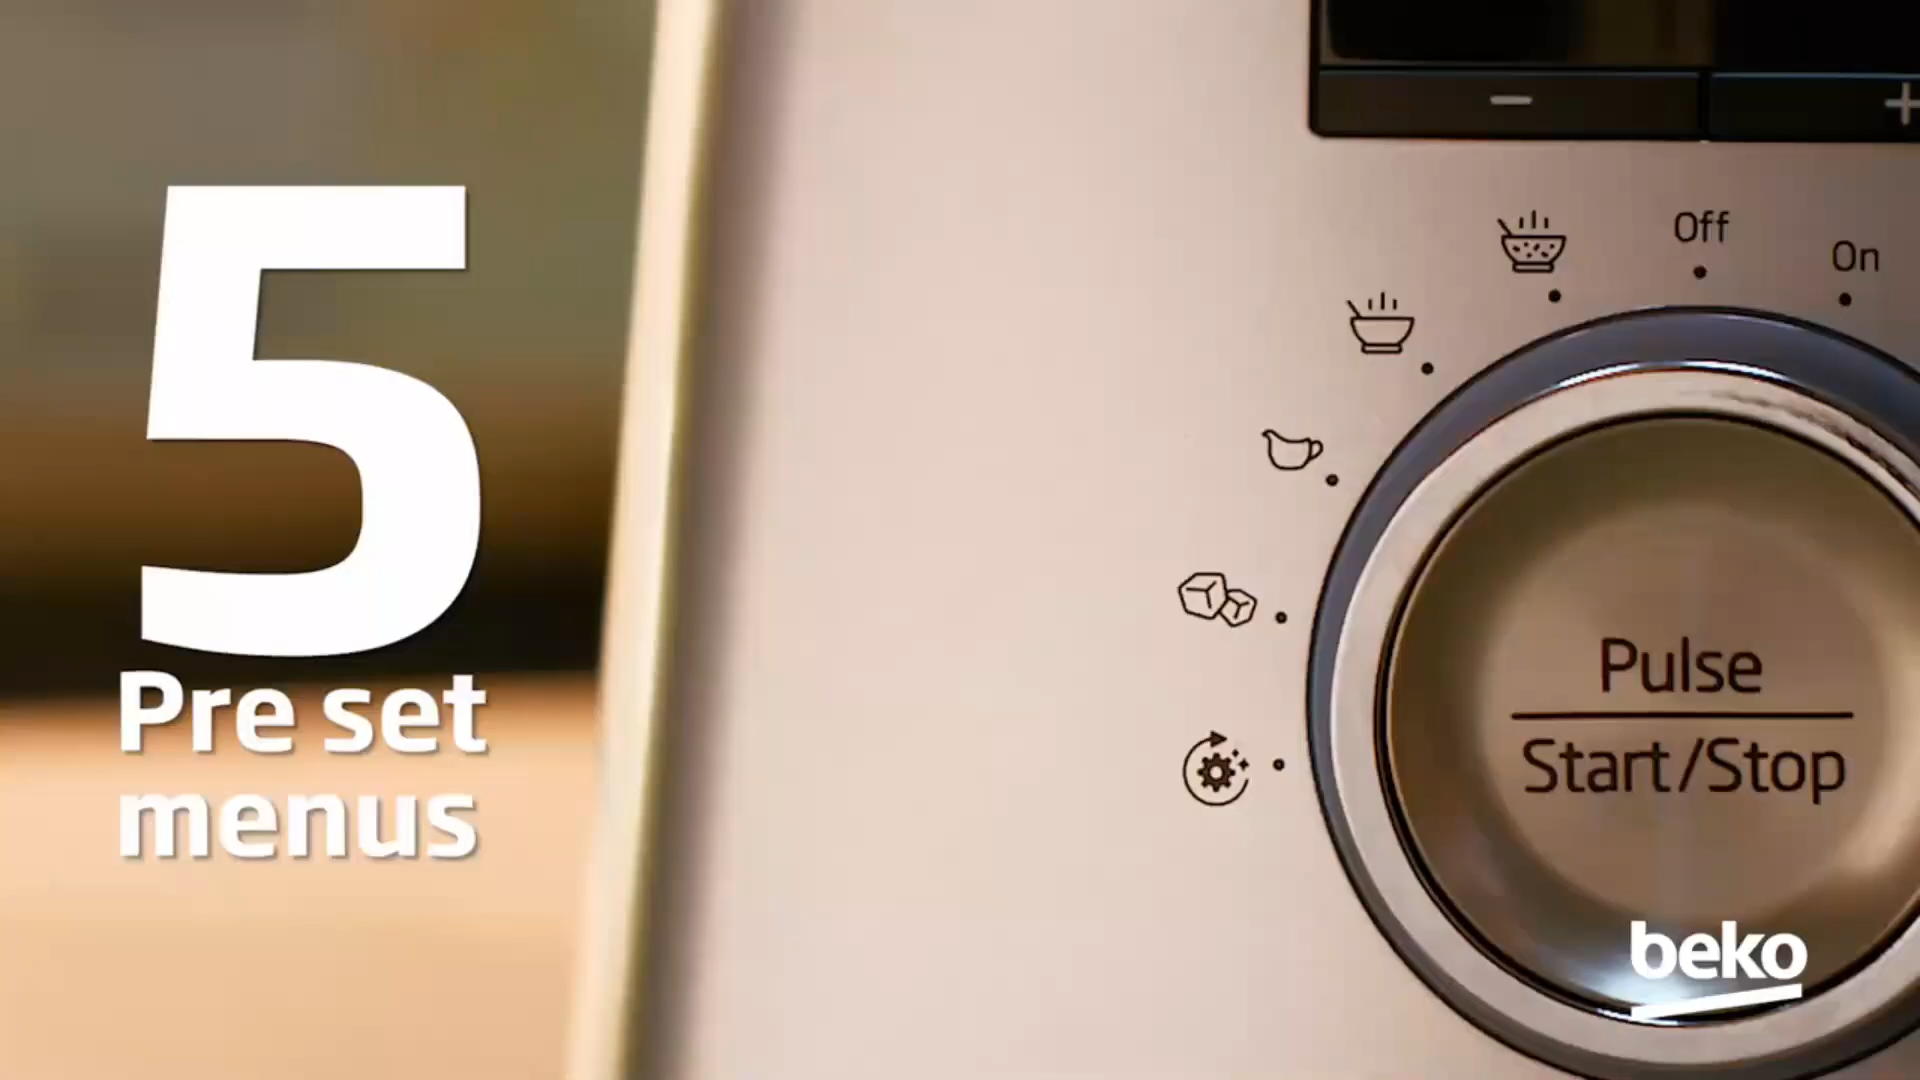 5
Pre set
menus
−
+
Off
On
Pulse
Start/Stop
beko